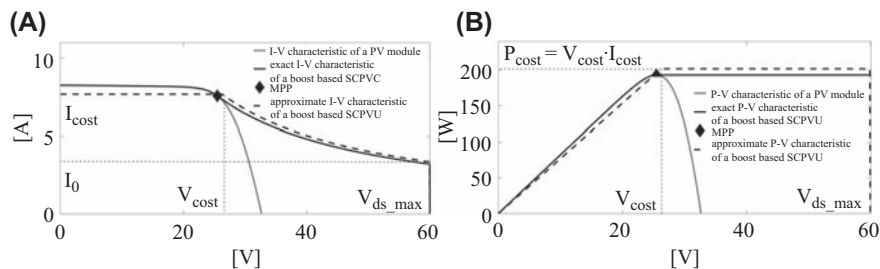 (A)
10
I-V characteristic of a PV module
exact I-V characteristic
of a boost based SCPVC
MPP
approximate I-V characteristic
of a boost based SCPVU
I_cost
[A]
5
I_0
V_cost
V_ds_max
0
0
20
40
60
[V]
(B)
P_cost = V_cost·I_cost
200
150
[W]
100
50
0
P-V characteristic of a PV module
exact P-V characteristic
of a boost based SCPVU
MPP
approximate P-V characteristic
of a boost based SCPVU
V_cost
V_ds_max
0
20
40
60
[V]